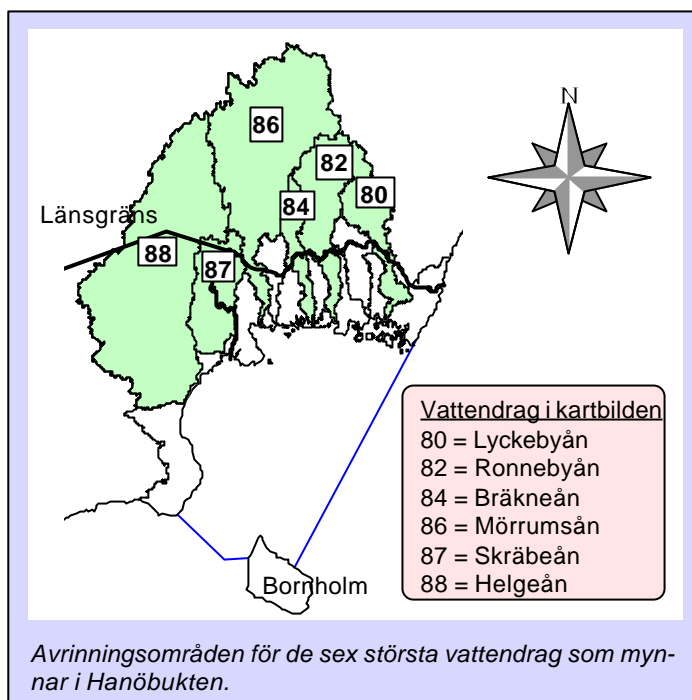 N
86
82
80
84
Länsgräns
88
87
Vattendrag i kartbilden
80 = Lyckebyån
82 = Ronnebyån
84 = Bräkneån
86 = Mörrumsån
87 = Skräbeån
88 = Helgeån
Bornholm
Avrinningsområden för de sex största vattendrag som myn-
nar i Hanöbukten.